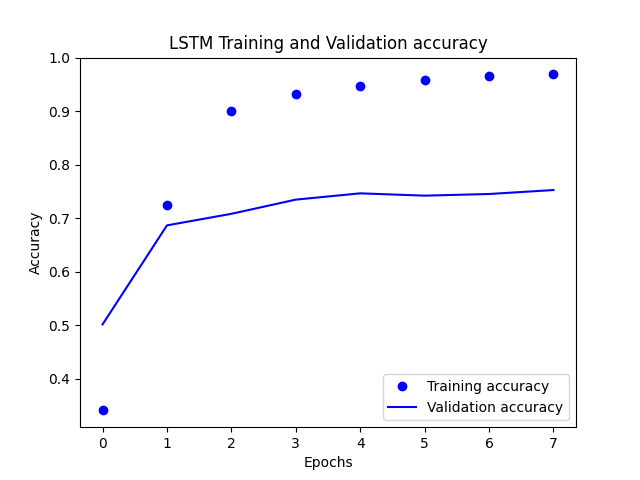 LSTM Training and Validation accuracy
1.0
0.9
0.8
0.7
0.6
0.5
0.4
Accuracy
Training accuracy
Validation accuracy
0 1 2 3 4 5 6 7
Epochs